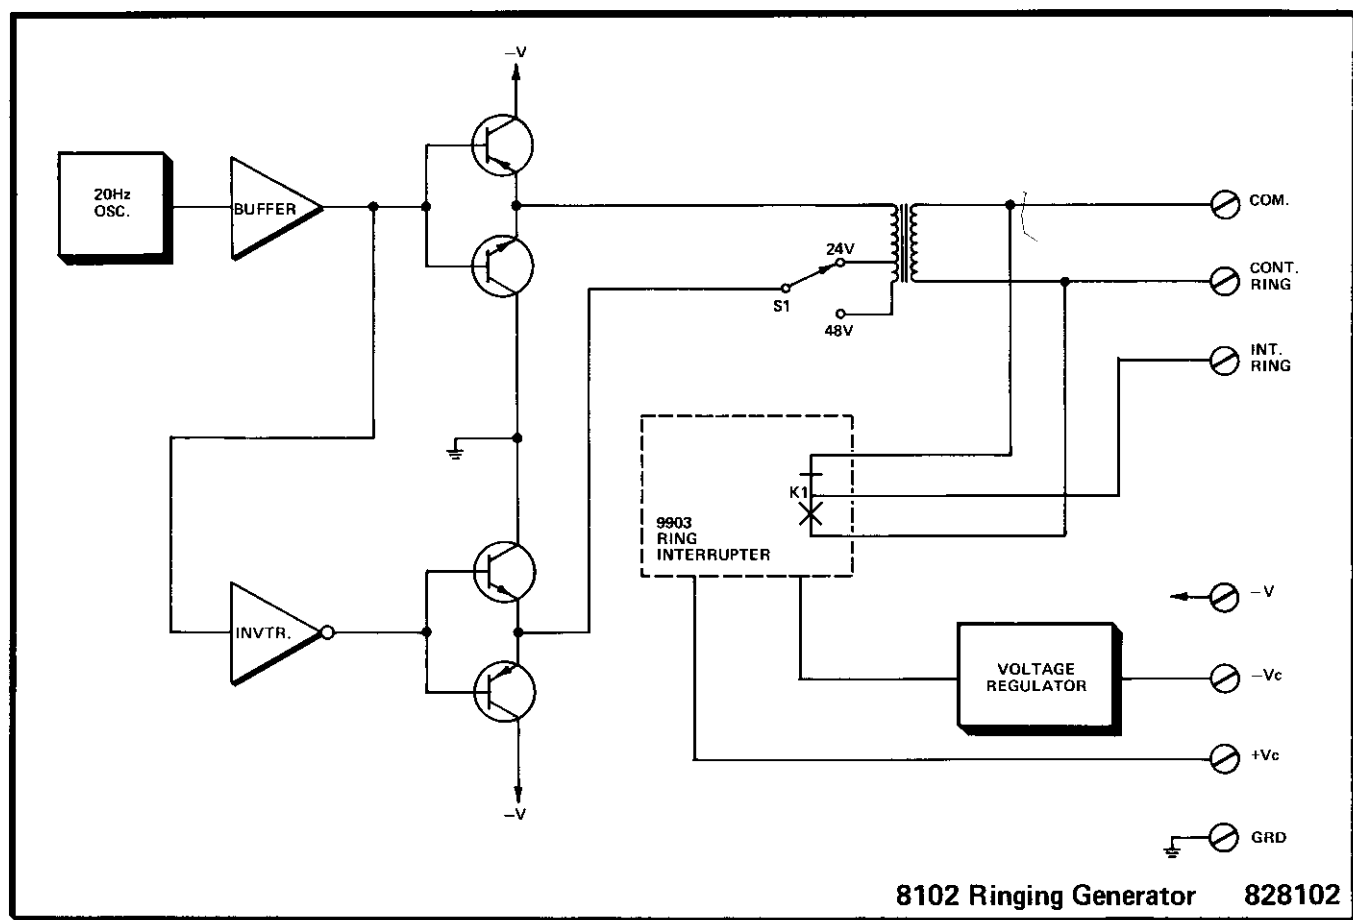 –V
20Hz
OSC.
BUFFER
COM.
24V
S1
48V
CONT.
RING
INT.
RING
K1
9903
RING
INTERRUPTER
–V
INVTR.
VOLTAGE
REGULATOR
–Vc
+Vc
–V
GRD
8102 Ringing Generator 828102